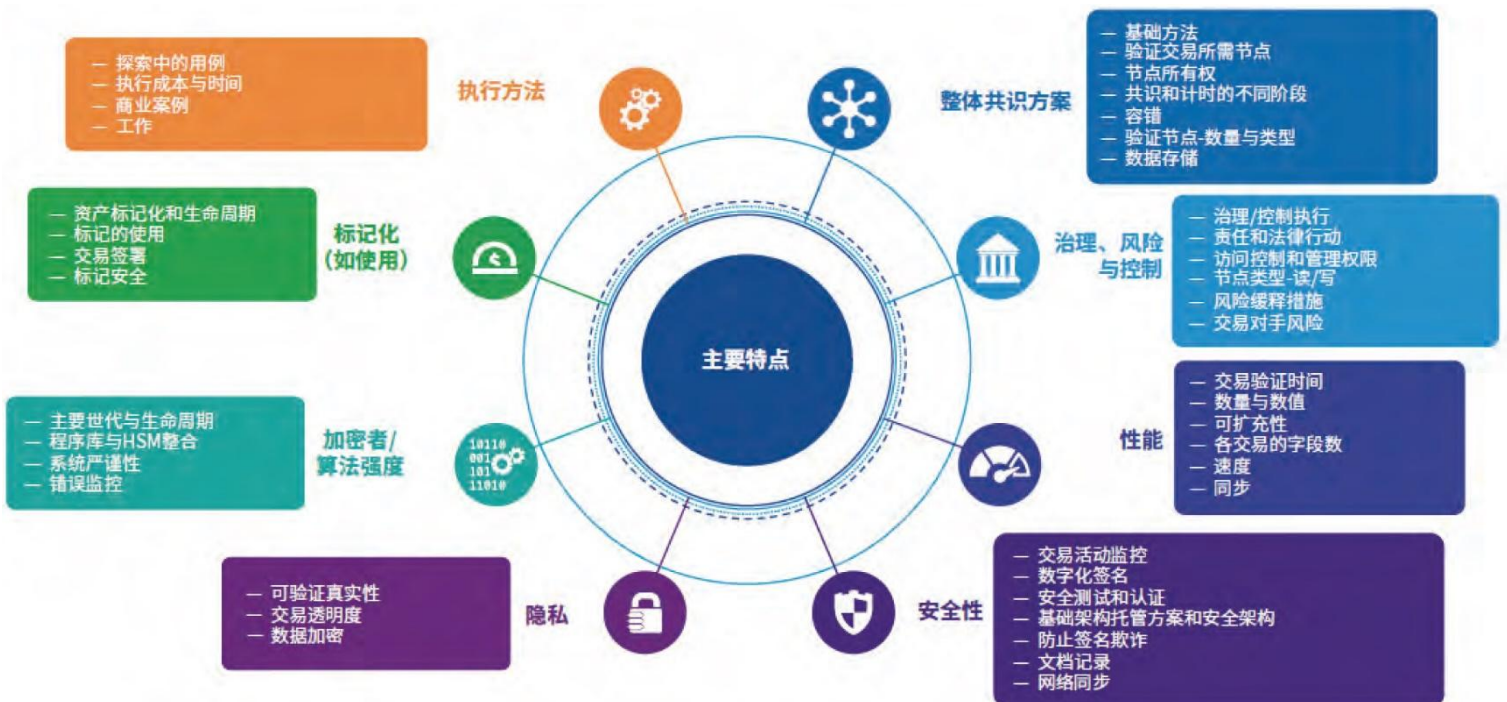 — 探索中的用例
— 执行成本与时间
— 商业案例
— 工作
执行方法
整体共识方案
— 基础方法
— 验证交易所需节点
— 节点所有权
— 共识和计时的不同阶段
— 容错
— 验证节点-数量与类型
— 数据存储
— 资产标记化和生命周期
— 标记的使用
— 交易签署
— 标记安全
标记化
（如使用）
治理、风险
与控制
— 治理/控制执行
— 责任和法律行动
— 访问控制和管理权限
— 节点类型-读/写
— 风险缓释措施
— 交易对手风险
主要特点
— 主要世代与生命周期
— 程序库与HSM整合
— 系统严谨性
— 错误监控
加密者/
算法强度
10110
001
101
11010
性能
— 交易验证时间
— 数量与数值
— 可扩充性
— 各交易的字段数
— 速度
— 同步
— 可验证真实性
— 交易透明度
— 数据加密
隐私
安全性
— 交易活动监控
— 数字化签名
— 安全测试和认证
— 基础架构托管方案和安全架构
— 防止签名欺诈
— 文档记录
— 网络同步